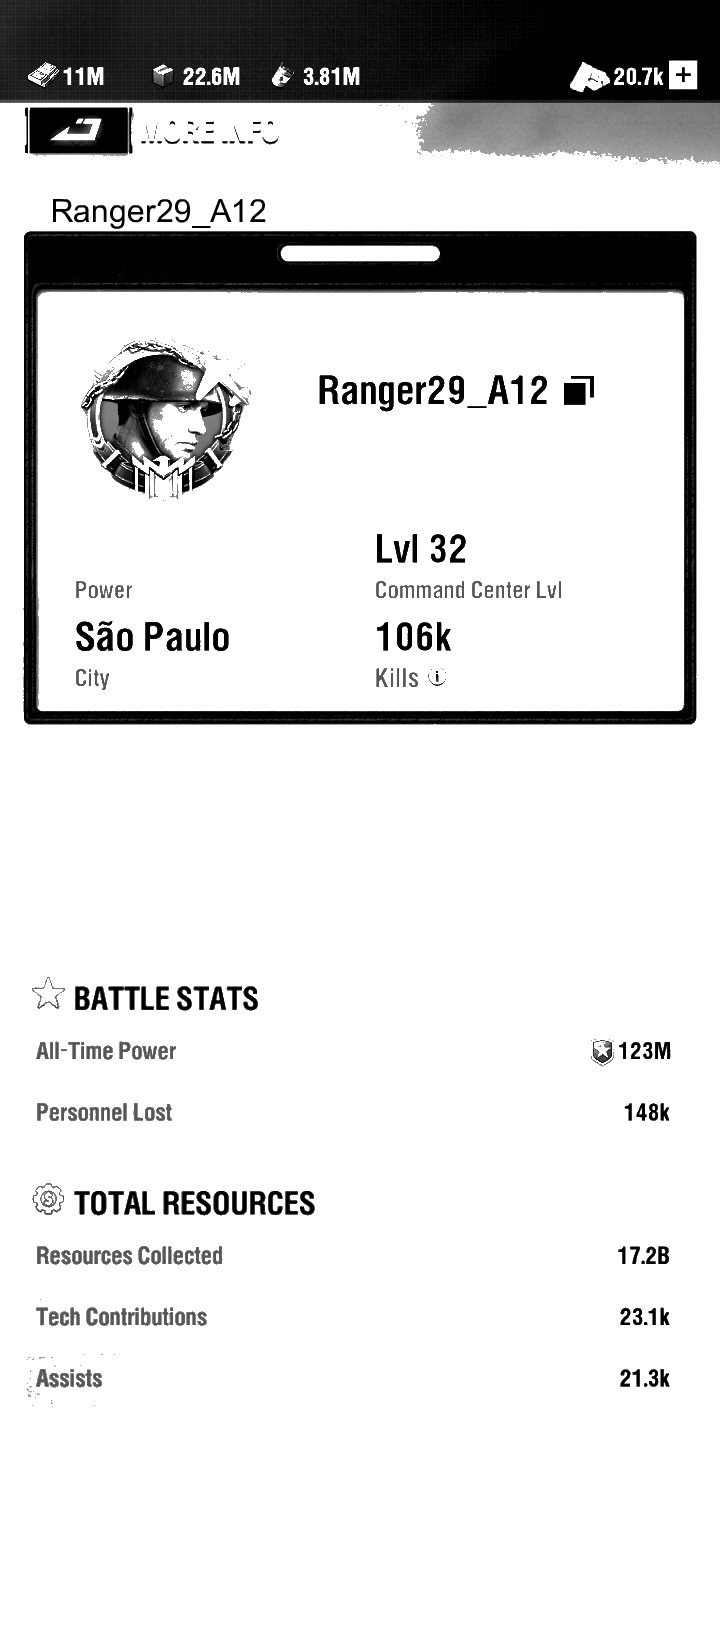 11M 22.6M 3.81M 20.7k +
MORE INFO
Ranger29_A12
Ranger29_A12
Lvl 32
Power Command Center Lvl
São Paulo 106k
City Kills i
BATTLE STATS
All-Time Power 123M
Personnel Lost 148k
TOTAL RESOURCES
Resources Collected 17.2B
Tech Contributions 23.1k
Assists 21.3k